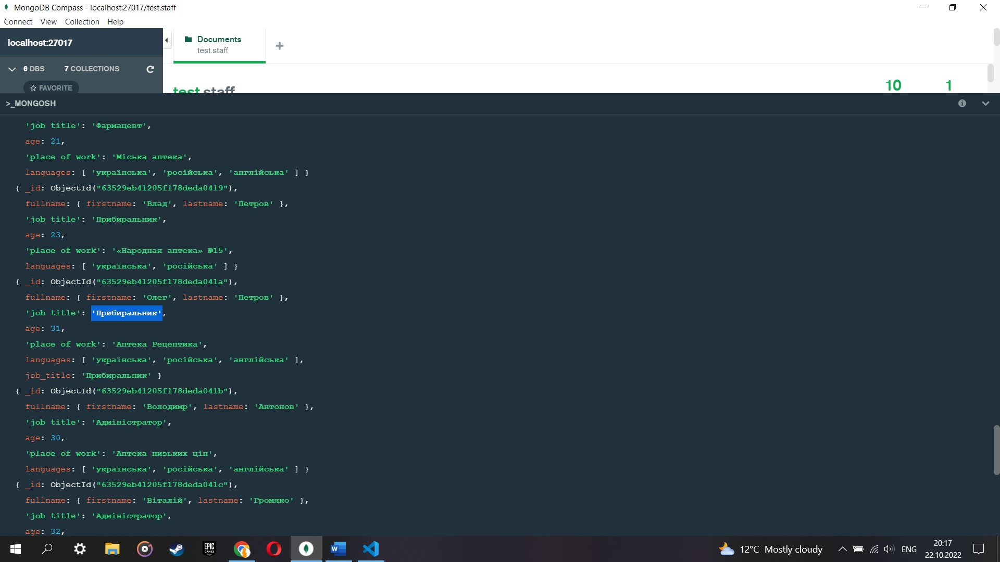 MongoDB Compass - localhost:27017/test.staff
Connect View Collection Help
localhost:27017
Documents
test.staff
6 DBS 7 COLLECTIONS
FAVORITE
test.staff
10 1
>_MONGOSH
'job title': 'Фармацевт',
age: 21,
'place of work': 'Міська аптека',
languages: [ 'українська', 'російська', 'англійська' ] }
{ _id: ObjectId("63529eb41205f178deda0419"),
fullname: { firstname: 'Влад', lastname: 'Петров' },
'job title': 'Прибиральник',
age: 23,
'place of work': '«Народная аптека» №15',
languages: [ 'українська', 'російська' ] }
{ _id: ObjectId("63529eb41205f178deda041a"),
fullname: { firstname: 'Олег', lastname: 'Петров' },
'job title': 'Прибиральник',
age: 31,
'place of work': 'Аптека Рецептика',
languages: [ 'українська', 'російська', 'англійська' ],
job_title: 'Прибиральник' }
{ _id: ObjectId("63529eb41205f178deda041b"),
fullname: { firstname: 'Володимр', lastname: 'Антонов' },
'job title': 'Адміністратор',
age: 30,
'place of work': 'Аптека низьких цін',
languages: [ 'українська', 'російська', 'англійська' ] }
{ _id: ObjectId("63529eb41205f178deda041c"),
fullname: { firstname: 'Віталій', lastname: 'Громяко' },
'job title': 'Адміністратор',
age: 32,
EPIC
GAMES
12°C Mostly cloudy
ENG
20:17
22.10.2022